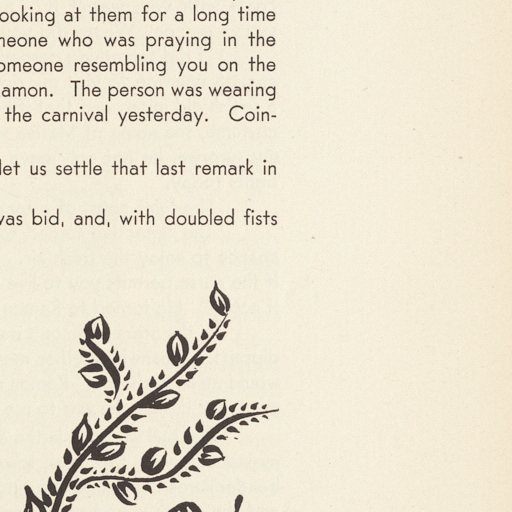 ooking at them for a long time
neone who was praying in the
omeone resembling you on the
amon. The person was wearing
the carnival yesterday. Coin-
let us settle that last remark in
was bid, and, with doubled fists